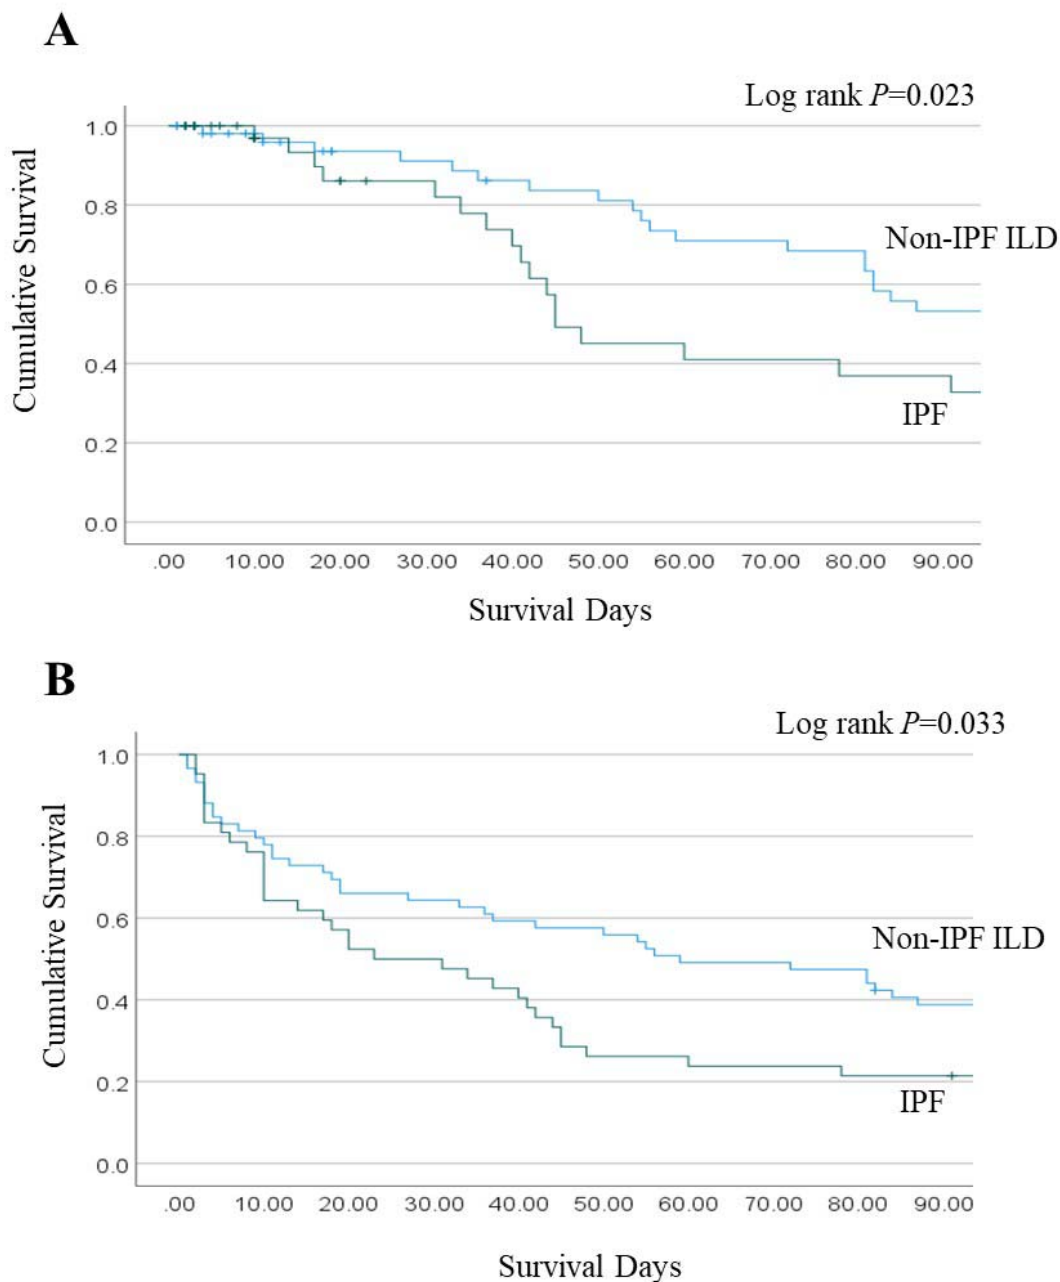 A
Log rank P=0.023
Cumulative Survival
1.0
0.8
0.6
0.4
0.2
0.0
Non-IPF ILD
IPF
.00 10.00 20.00 30.00 40.00 50.00 60.00 70.00 80.00 90.00
Survival Days
B
Log rank P=0.033
Cumulative Survival
1.0
0.8
0.6
0.4
0.2
0.0
Non-IPF ILD
IPF
.00 10.00 20.00 30.00 40.00 50.00 60.00 70.00 80.00 90.00
Survival Days